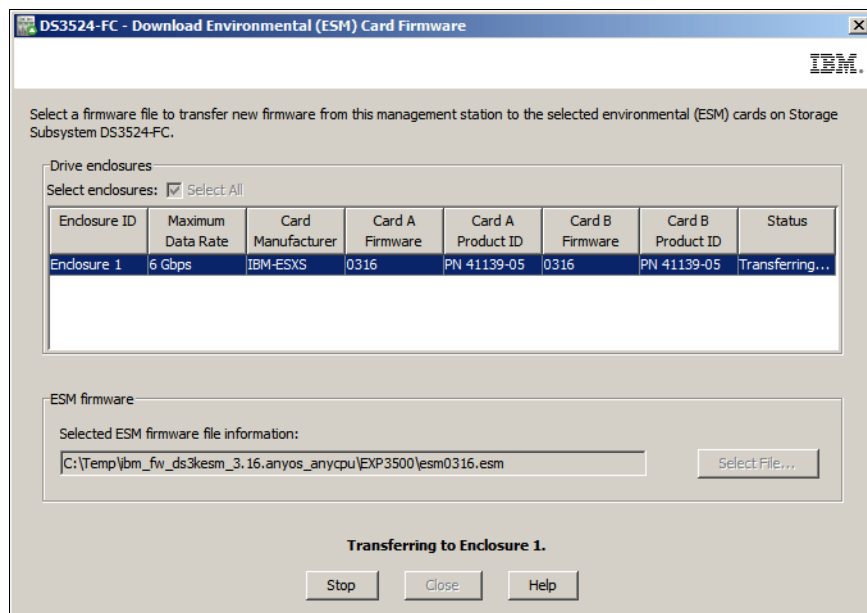 DS3524-FC - Download Environmental (ESM) Card Firmware
IBM.
Select a firmware file to transfer new firmware from this management station to the selected environmental (ESM) cards on Storage
Subsystem DS3524-FC.
Drive enclosures
Select enclosures: Select All
Enclosure ID Maximum Data Rate Card Manufacturer Card A Firmware Card A Product ID Card B Firmware Card B Product ID Status
Enclosure 1 6 Gbps IBM-ESXS 0316 PN 41139-05 0316 PN 41139-05 Transferring...
ESM firmware
Selected ESM firmware file information:
C:\Temp\ibm_fw_ds3kesm_3.16.anyos_anycpu\EXP3500\esm0316.esm
Select File...
Transferring to Enclosure 1.
Stop Close Help